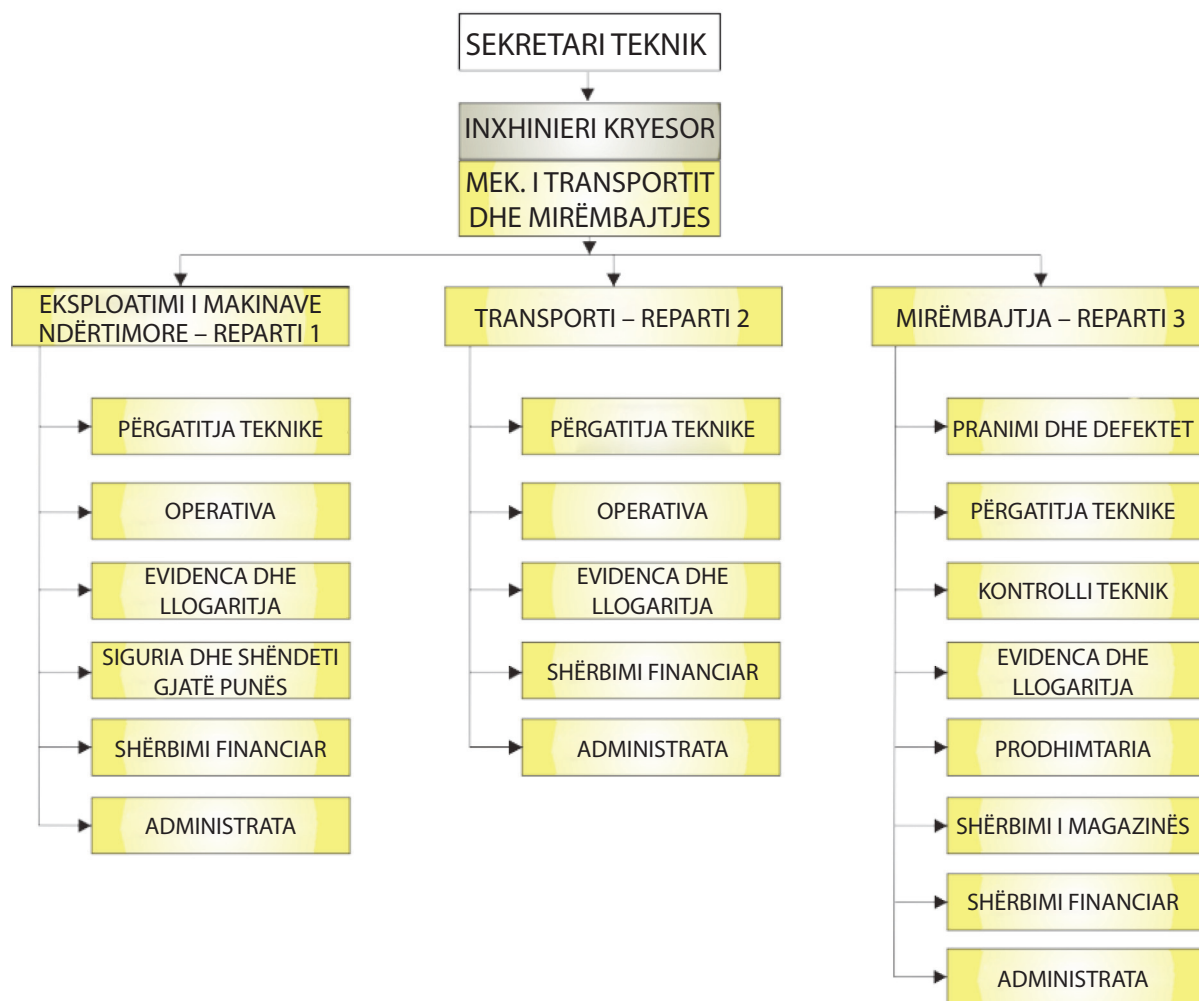 SEKRETARI TEKNIK
INXHINIERI KRYESOR
MEK. I TRANSPORTIT
DHE MIRËMBAJTJES
EKSPLOATIMI I MAKINAVE
NDËRTIMORE – REPARTI 1
PËRGATITJA TEKNIKE
OPERATIVA
EVIDENCA DHE
LLOGARITJA
SIGURIA DHE SHËNDETI
GJATË PUNËS
SHËRBIMI FINANCIAR
ADMINISTRATA
TRANSPORTI – REPARTI 2
PËRGATITJA TEKNIKE
OPERATIVA
EVIDENCA DHE
LLOGARITJA
SHËRBIMI FINANCIAR
ADMINISTRATA
MIRËMBAJTJA – REPARTI 3
PRANIMI DHE DEFEKTET
PËRGATITJA TEKNIKE
KONTROLLI TEKNIK
EVIDENCA DHE
LLOGARITJA
PRODHIMTARIA
SHËRBIMI I MAGAZINËS
SHËRBIMI FINANCIAR
ADMINISTRATA